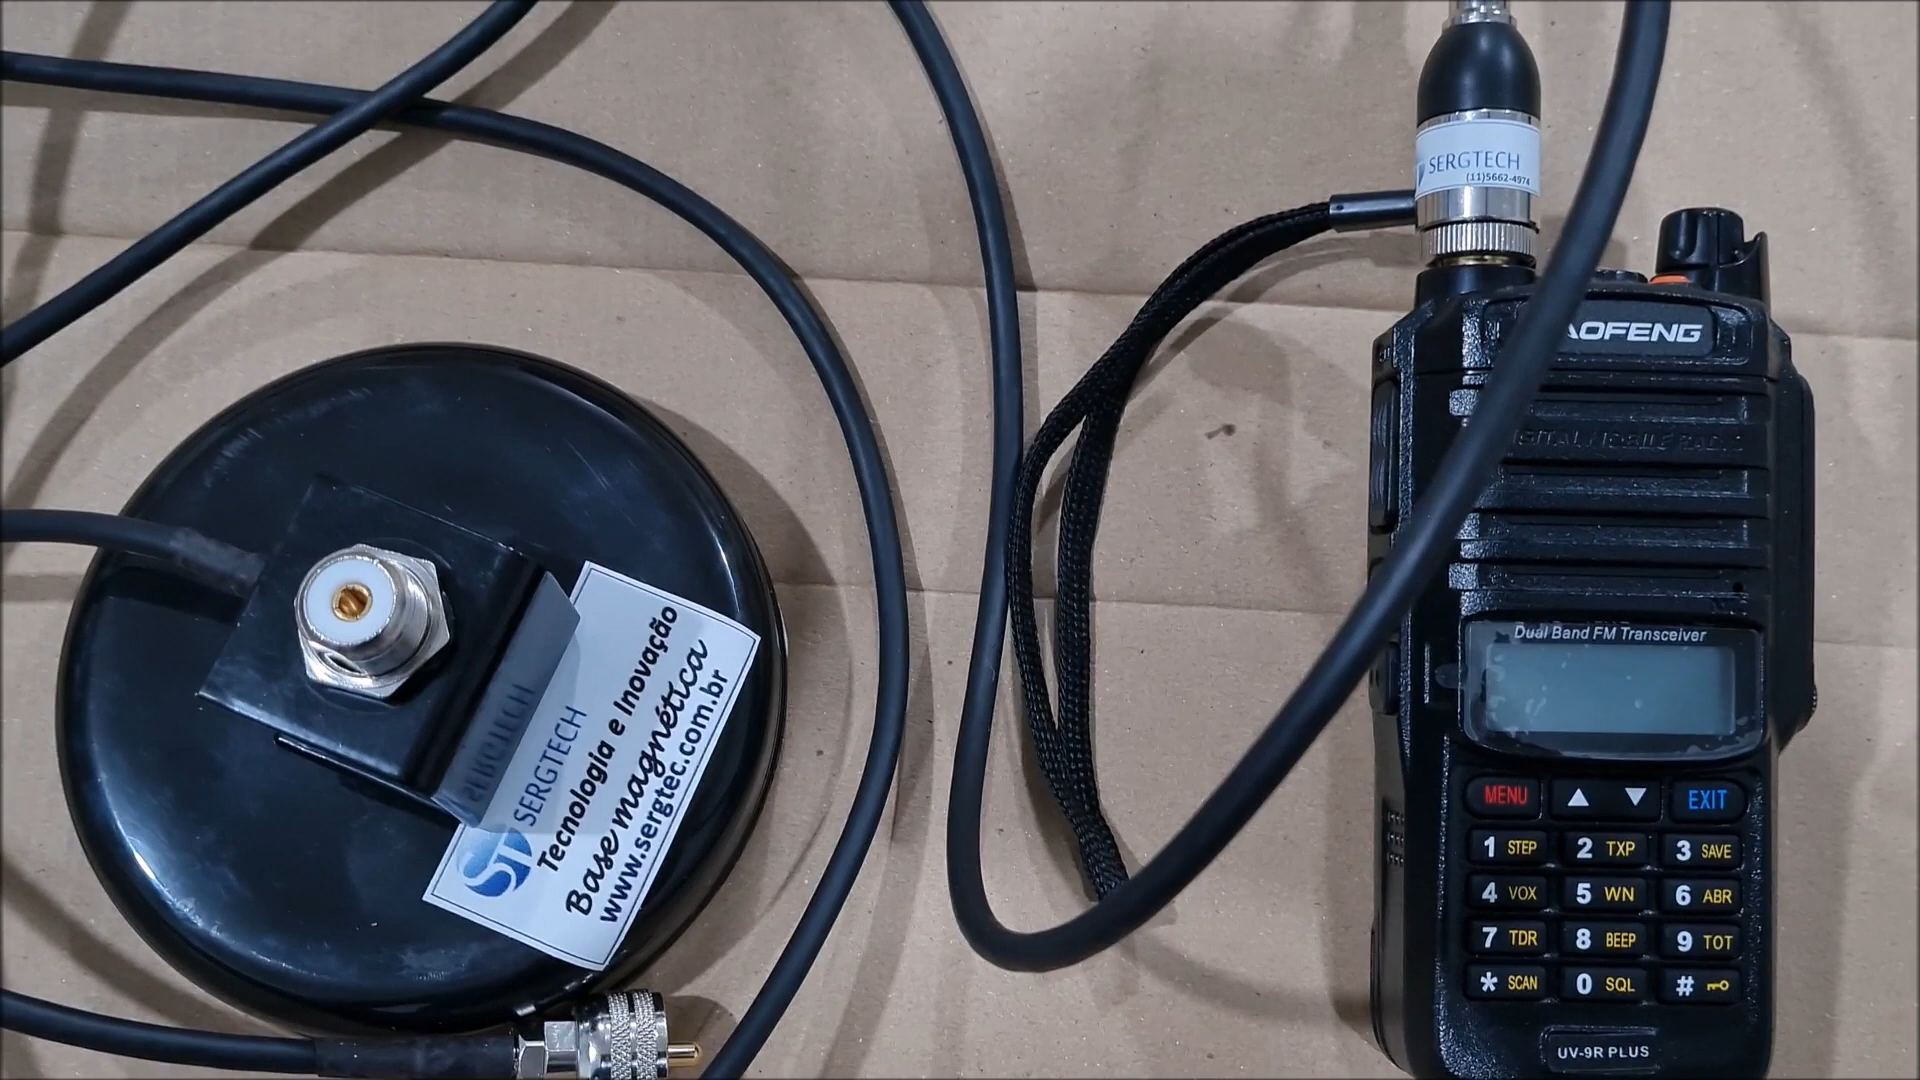 SERGTECH
(11)5662-4974
AOFENG
Dual Band FM Transceiver
MENU ▲ ▼ EXIT
1 STEP 2 TXP 3 SAVE
4 VOX 5 WN 6 ABR
7 TDR 8 BEEP 9 TOT
* SCAN 0 SQL #
UV-9R PLUS
SERGTECH
Tecnologia e Inovação
Base magnética
www.sergtec.com.br